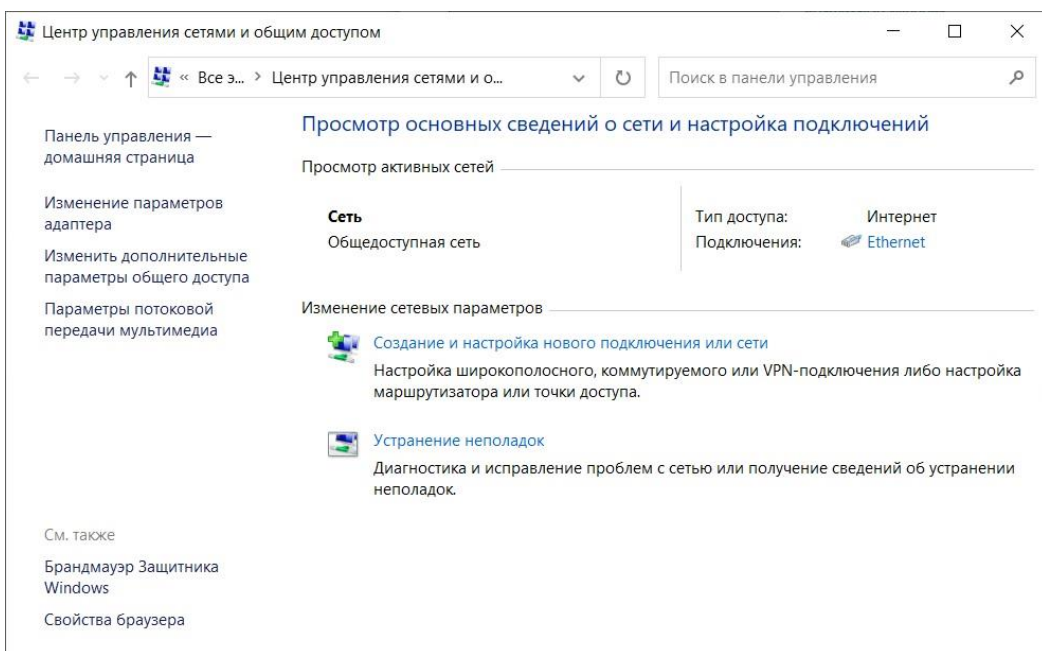 Центр управления сетями и общим доступом
« Все э... > Центр управления сетями и о...
Поиск в панели управления
Панель управления —
домашняя страница
Изменение параметров
адаптера
Изменить дополнительные
параметры общего доступа
Параметры потоковой
передачи мультимедиа
См. также
Брандмауэр Защитника
Windows
Свойства браузера
Просмотр основных сведений о сети и настройка подключений
Просмотр активных сетей
Сеть
Общедоступная сеть
Тип доступа: Интернет
Подключения: Ethernet
Изменение сетевых параметров
Создание и настройка нового подключения или сети
Настройка широкополосного, коммутируемого или VPN-подключения либо настройка
маршрутизатора или точки доступа.
Устранение неполадок
Диагностика и исправление проблем с сетью или получение сведений об устранении
неполадок.